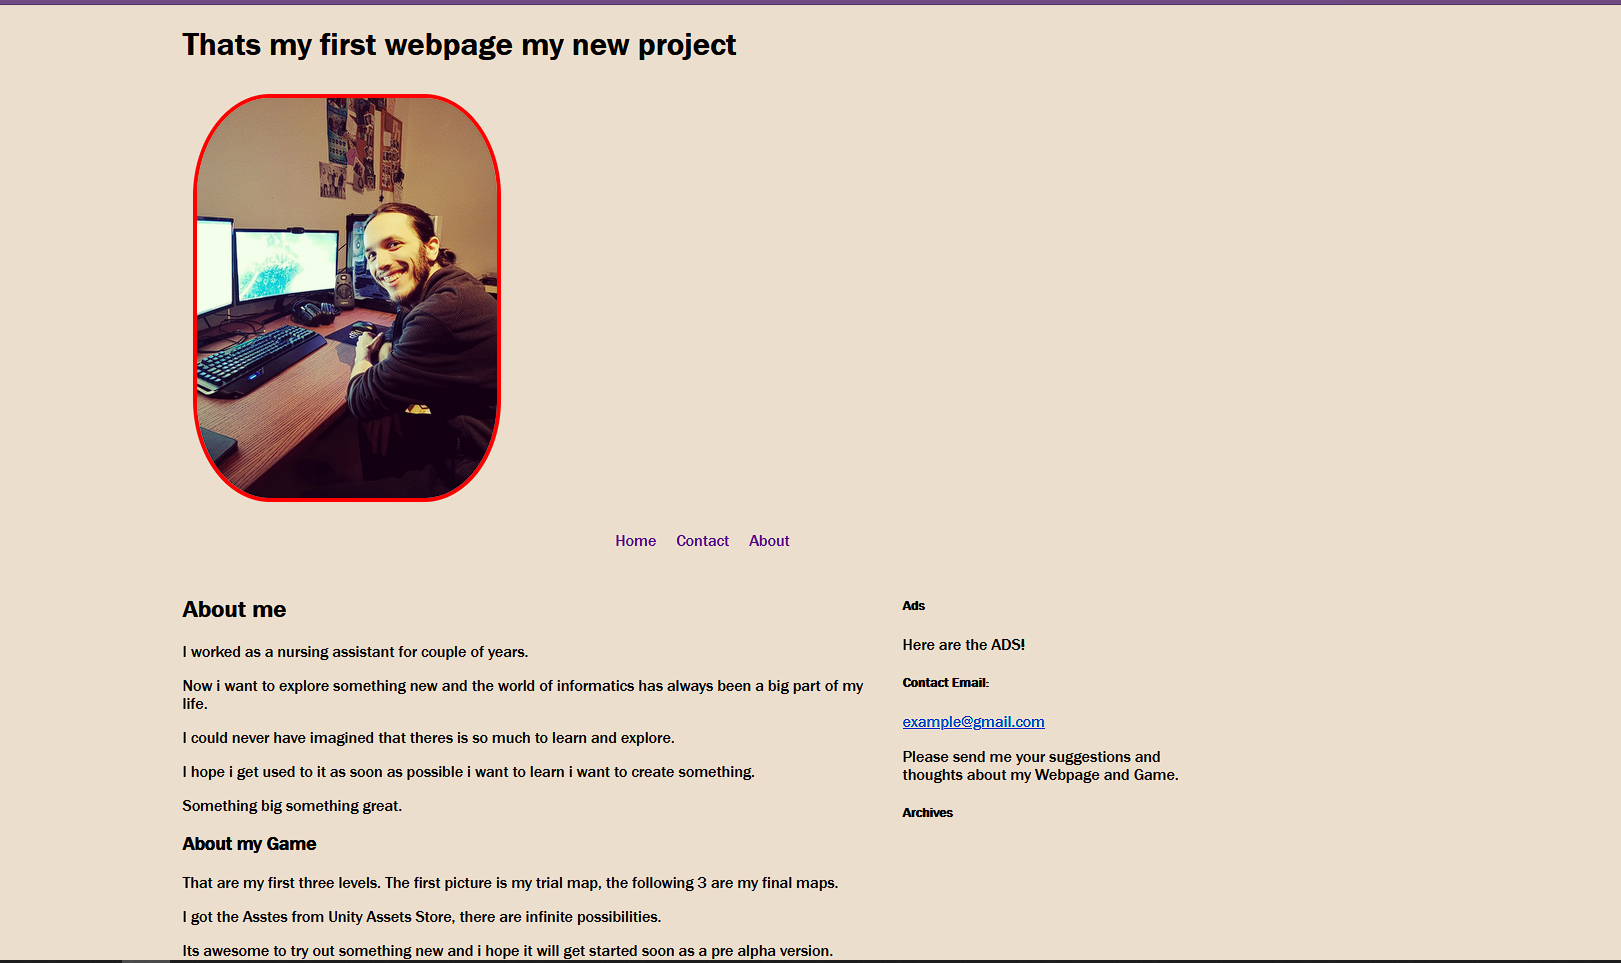 Thats my first webpage my new project
Home Contact About
About me
I worked as a nursing assistant for couple of years.
Now i want to explore something new and the world of informatics has always been a big part of my
life.
I could never have imagined that theres is so much to learn and explore.
I hope i get used to it as soon as possible i want to learn i want to create something.
Something big something great.
About my Game
That are my first three levels. The first picture is my trial map, the following 3 are my final maps.
I got the Asstes from Unity Assets Store, there are infinite possibilities.
Its awesome to try out something new and i hope it will get started soon as a pre alpha version.
Ads
Here are the ADS!
Contact Email:
example@gmail.com
Please send me your suggestions and
thoughts about my Webpage and Game.
Archives